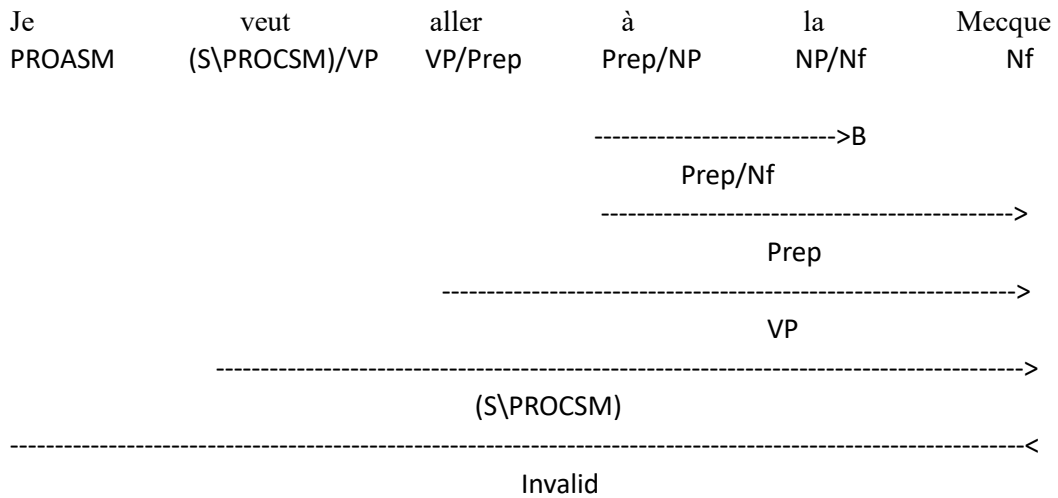 Je veut aller à la Mecque
PROASM (S\PROCSM)/VP VP/Prep Prep/NP NP/Nf Nf
--------------------------->B
Prep/Nf
--------------------------------------------->
Prep
--------------------------------------------------------------->
VP
----------------------------------------------------------------------------------------->
(S\PROCSM)
----------------------------------------------------------------------------------------------------------------<
Invalid